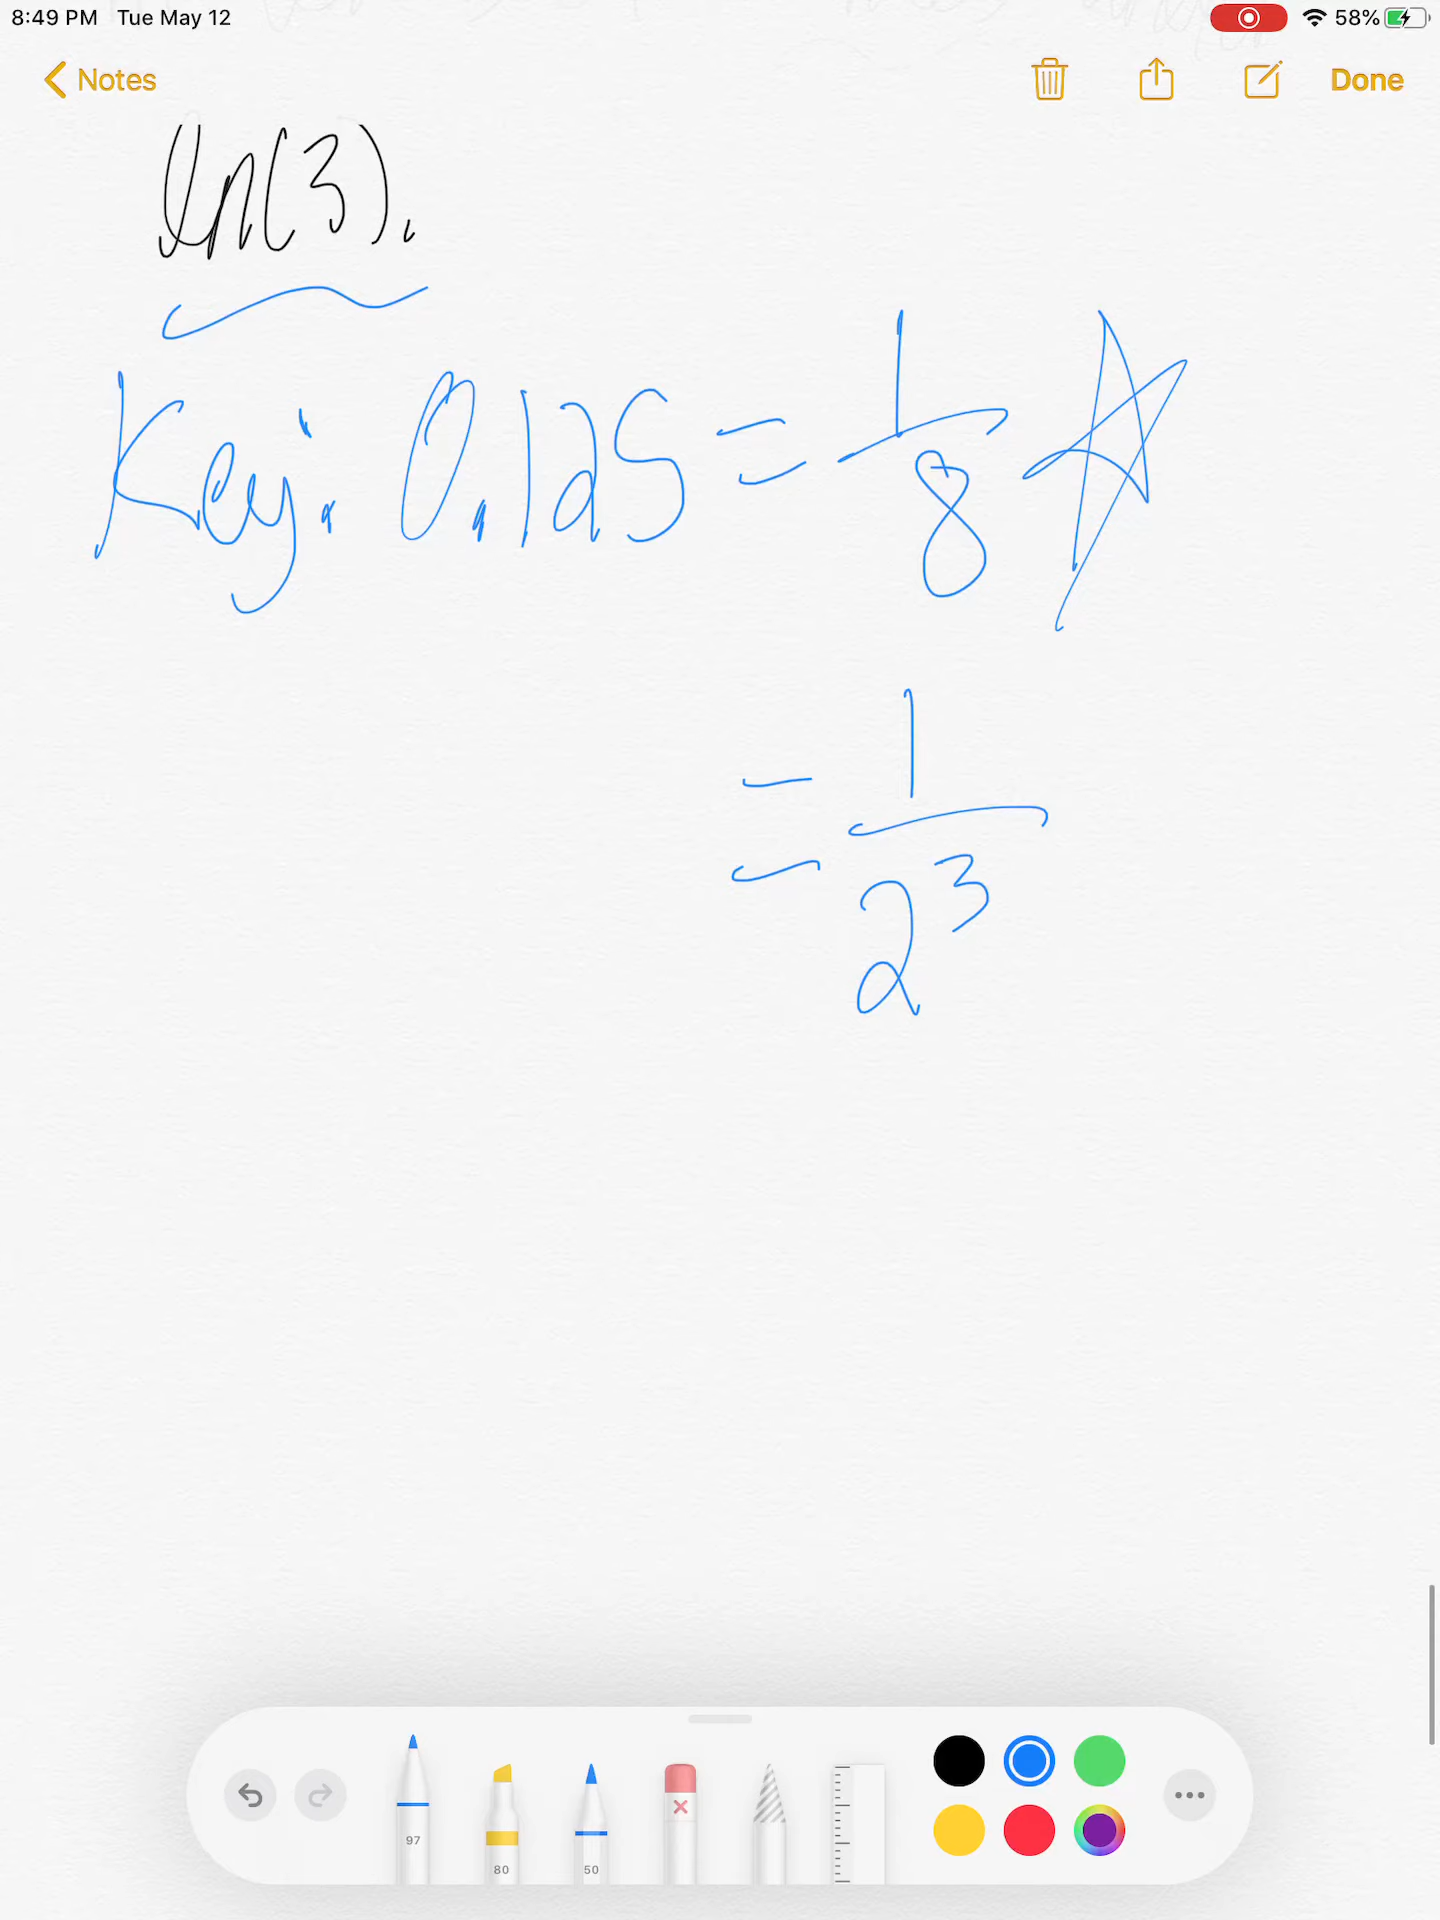 8:49 PM Tue May 12 58%
Notes Done
ln(3).
Key: 0.125 = 1/8
= 1/2³
97 80 50